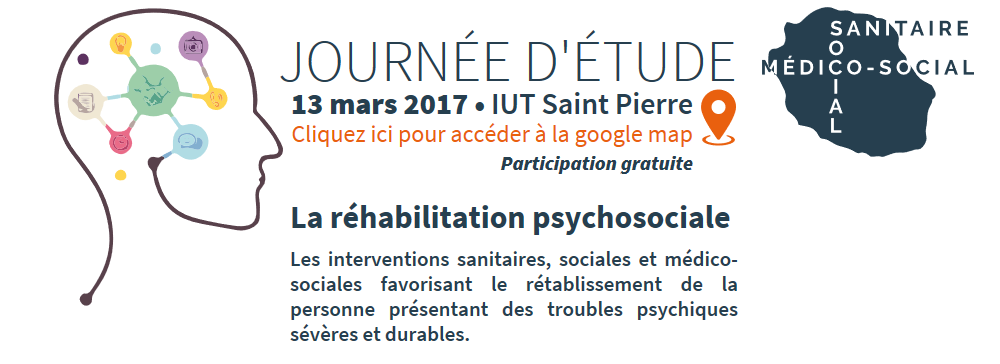 JOURNÉE D'ÉTUDE
13 mars 2017 • IUT Saint Pierre
Cliquez ici pour accéder à la google map
Participation gratuite
La réhabilitation psychosociale
Les interventions sanitaires, sociales et médico-
sociales favorisant le rétablissement de la
personne présentant des troubles psychiques
sévères et durables.
SANITAIRE
MÉDICO-SOCIAL
SOCIAL